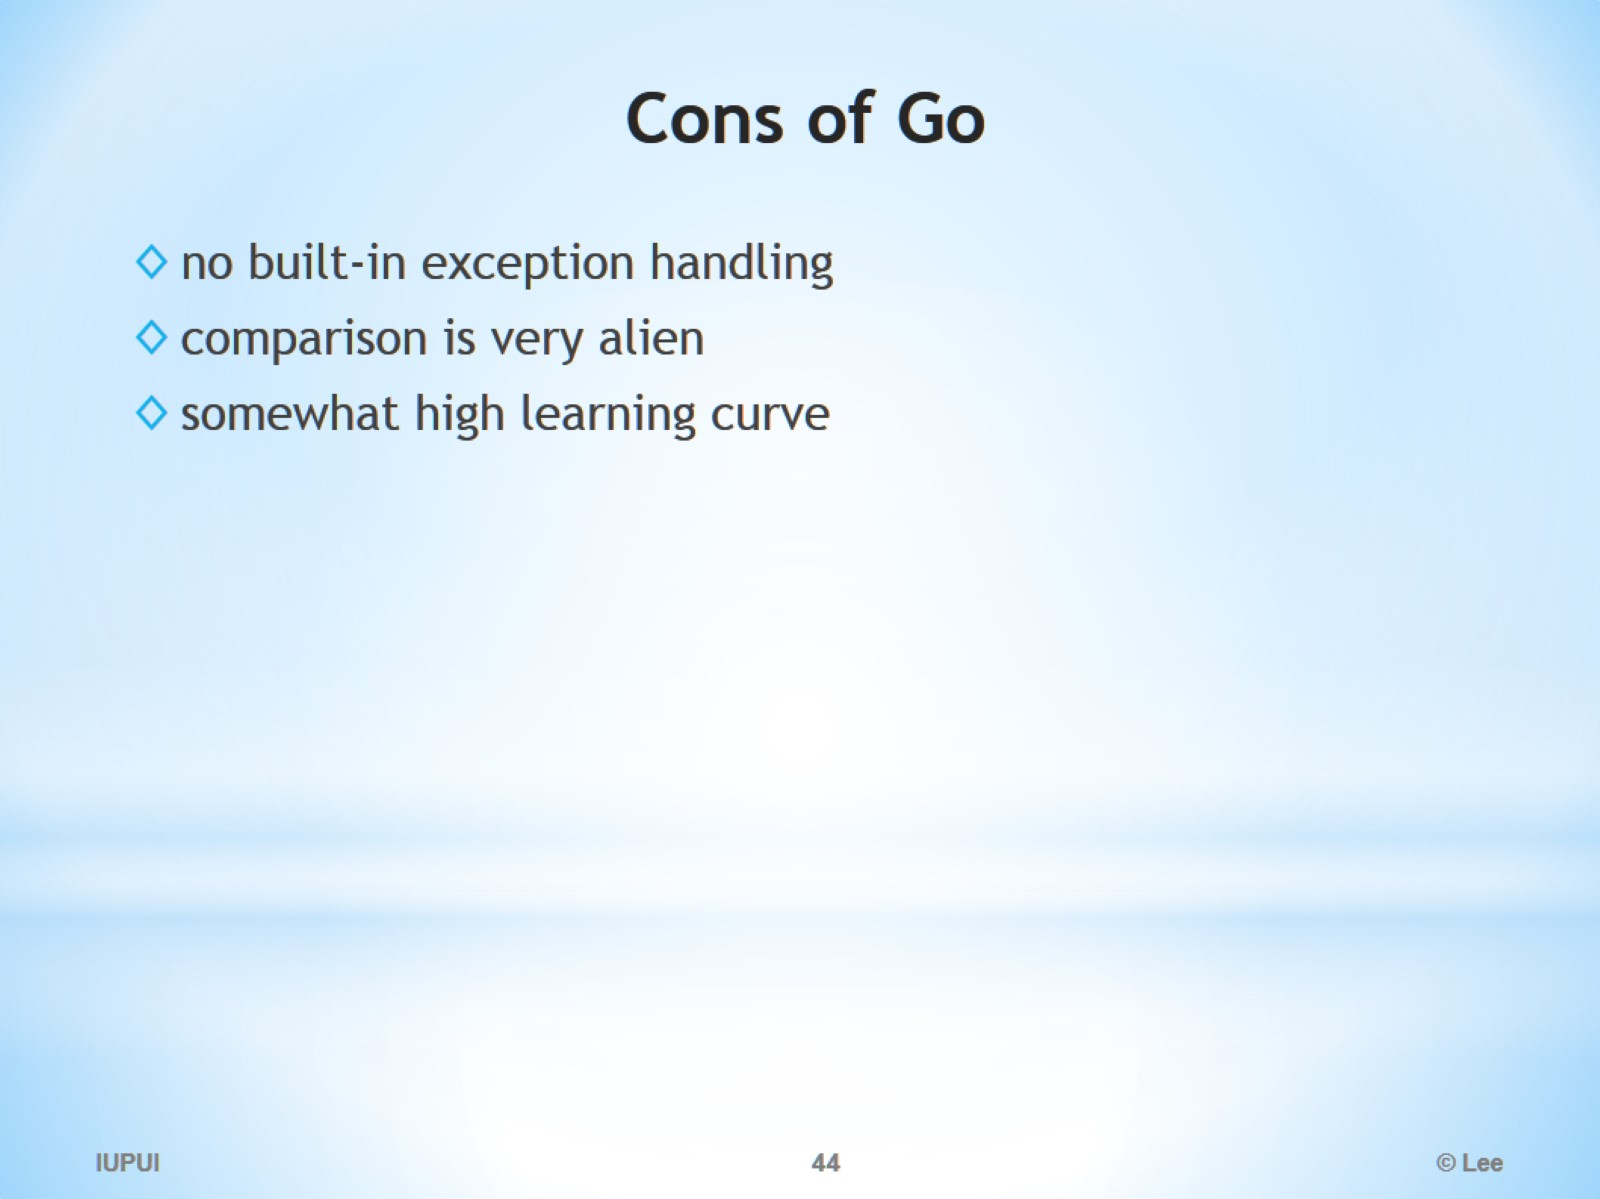 Cons of Go
◇ no built-in exception handling
◇ comparison is very alien
◇ somewhat high learning curve
IUPUI 44 © Lee